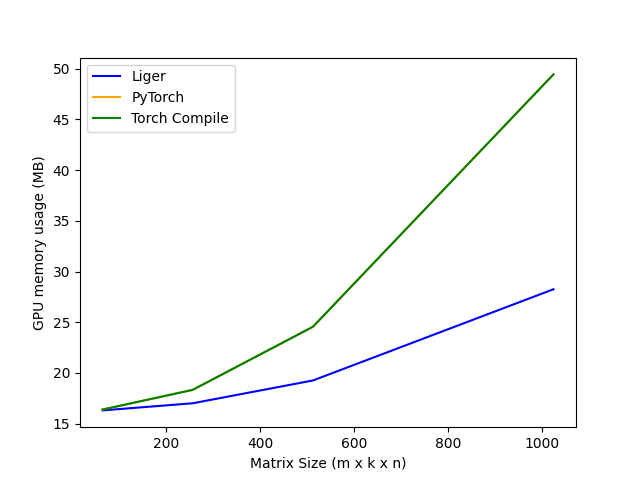 Liger
PyTorch
Torch Compile
50
45
40
35
30
25
20
15
GPU memory usage (MB)
200 400 600 800 1000
Matrix Size (m x k x n)